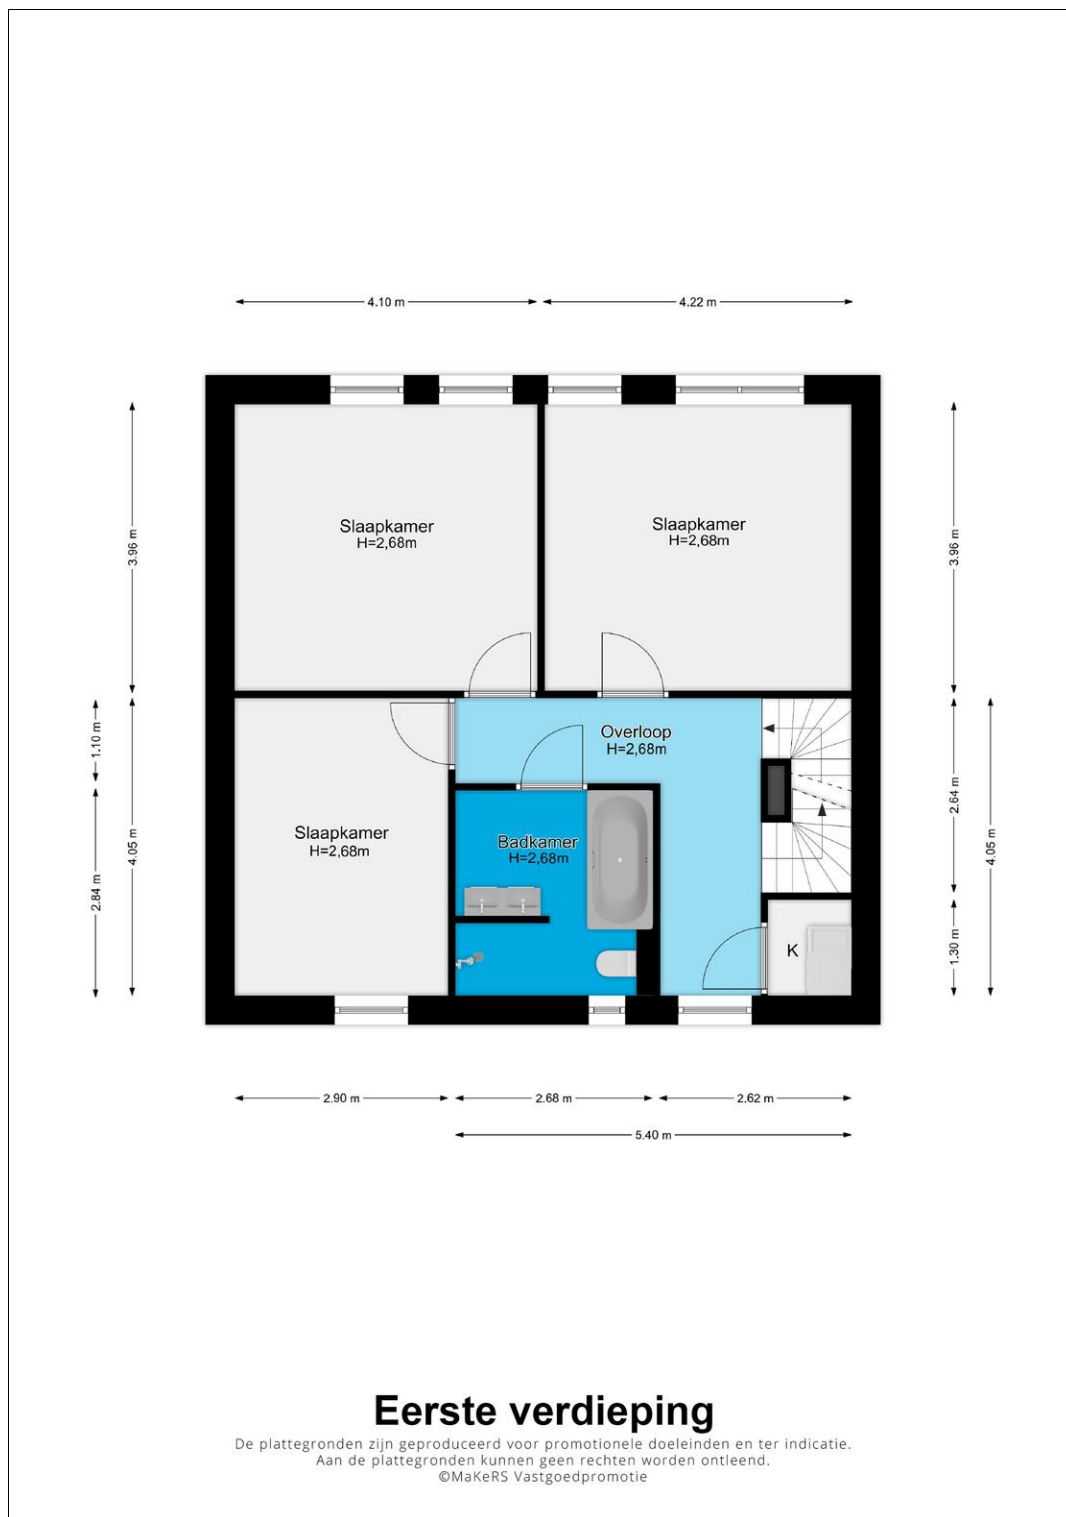 4.10 m
4.22 m
3.96 m
3.96 m
Slaapkamer
H=2,68m
Slaapkamer
H=2,68m
1.10 m
4.05 m
2.84 m
Overloop
H=2,68m
2.64 m
4.05 m
1.30 m
Slaapkamer
H=2,68m
Badkamer
H=2,68m
K
2.90 m
2.68 m
2.62 m
5.40 m
Eerste verdieping
De plattegronden zijn geproduceerd voor promotionele doeleinden en ter indicatie.
Aan de plattegronden kunnen geen rechten worden ontleend.
©MaKeRS Vastgoedpromotie